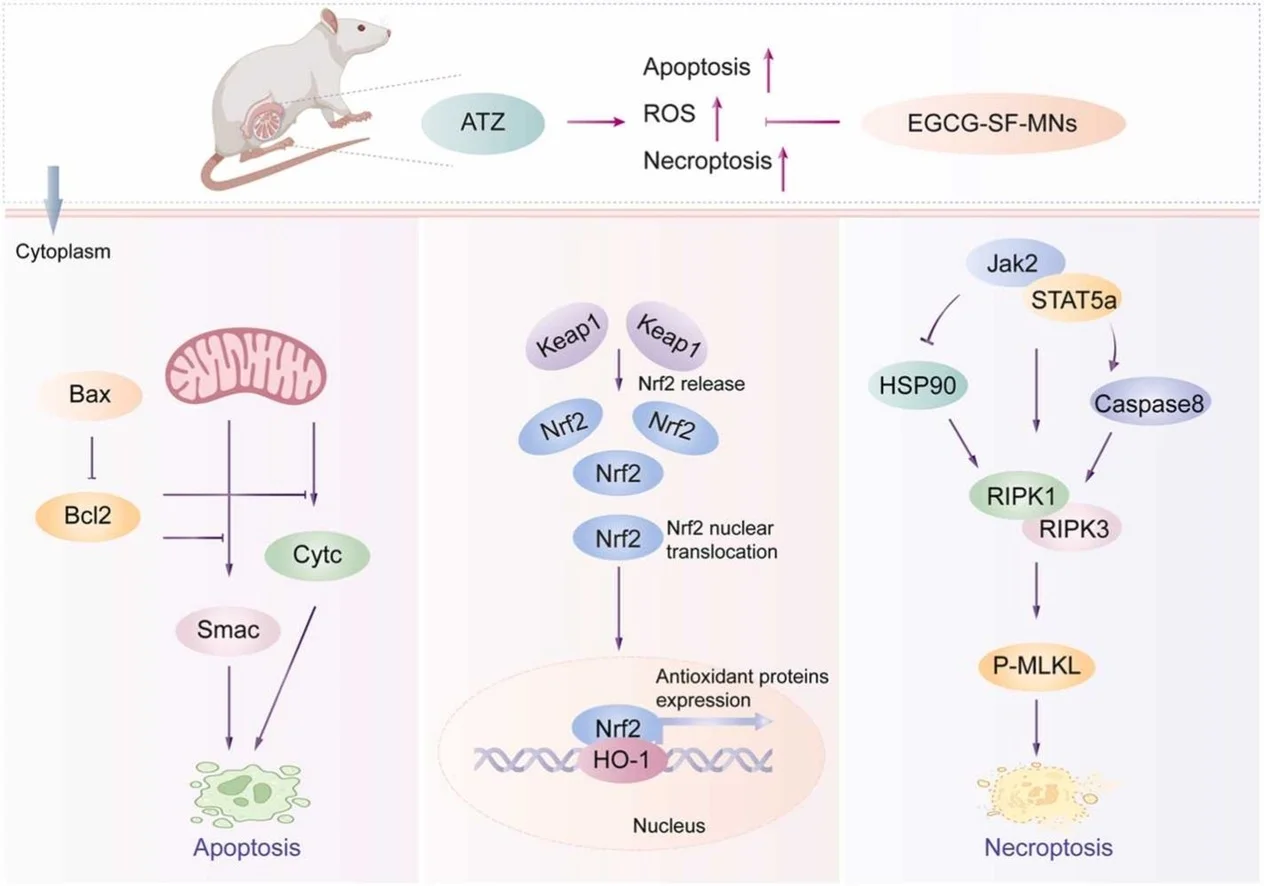 Apoptosis
ATZ
ROS
EGCG-SF-MNs
Necroptosis
Cytoplasm
Bax
Bcl2
Cytc
Smac
Apoptosis
Keap1
Keap1
Nrf2 release
Nrf2
Nrf2
Nrf2
Nrf2
Nrf2 nuclear
translocation
Antioxidant proteins
expression
Nrf2
HO-1
Nucleus
Jak2
STAT5a
HSP90
Caspase8
RIPK1
RIPK3
P-MLKL
Necroptosis